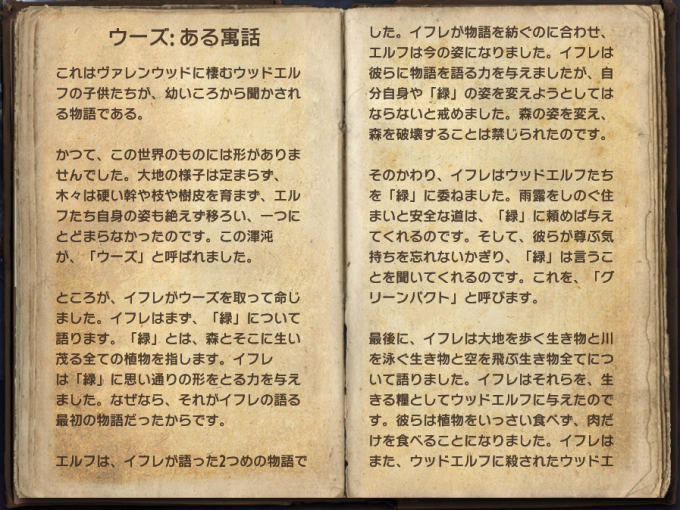 ウーズ: ある寓話
これはヴァレンウッドに棲むウッドエル
フの子供たちが、幼いころから聞かされ
る物語である。
かつて、この世界のものには形がありま
せんでした。大地の様子は定まらず、
木々は硬い幹や枝や樹皮を育まず、エル
フたち自身の姿も絶えず移ろい、一つに
とどまらなかったのです。この渾沌
が、「ウーズ」と呼ばれました。
ところが、イフレがウーズを取って命じ
ました。イフレはまず、「緑」について
語ります。「緑」とは、森とそこに生い
茂る全ての植物を指します。イフレ
は「緑」に思い通りの形をとる力を与え
ました。なぜなら、それがイフレの語る
最初の物語だったからです。
エルフは、イフレが語った2つめの物語で
した。イフレが物語を紡ぐのに合わせ、
エルフは今の姿になりました。イフレは
彼らに物語を語る力を与えましたが、自
分自身や「緑」の姿を変えようとしては
ならないと戒めました。森の姿を変え、
森を破壊することは禁じられたのです。
そのかわり、イフレはウッドエルフたち
を「緑」に委ねました。雨露をしのぐ住
まいと安全な道は、「緑」に頼めば与え
てくれるのです。そして、彼らが尊ぶ気
持ちを忘れないかぎり、「緑」は言うこ
とを聞いてくれるのです。これを、「グ
リーンパクト」と呼びます。
最後に、イフレは大地を歩く生き物と川
を泳ぐ生き物と空を飛ぶ生き物全てにつ
いて語りました。イフレはそれらを、生
きる糧としてウッドエルフに与えたので
す。彼らは植物をいっさい食べず、肉だ
けを食べることになりました。イフレは
また、ウッドエルフに殺されたウッドエ